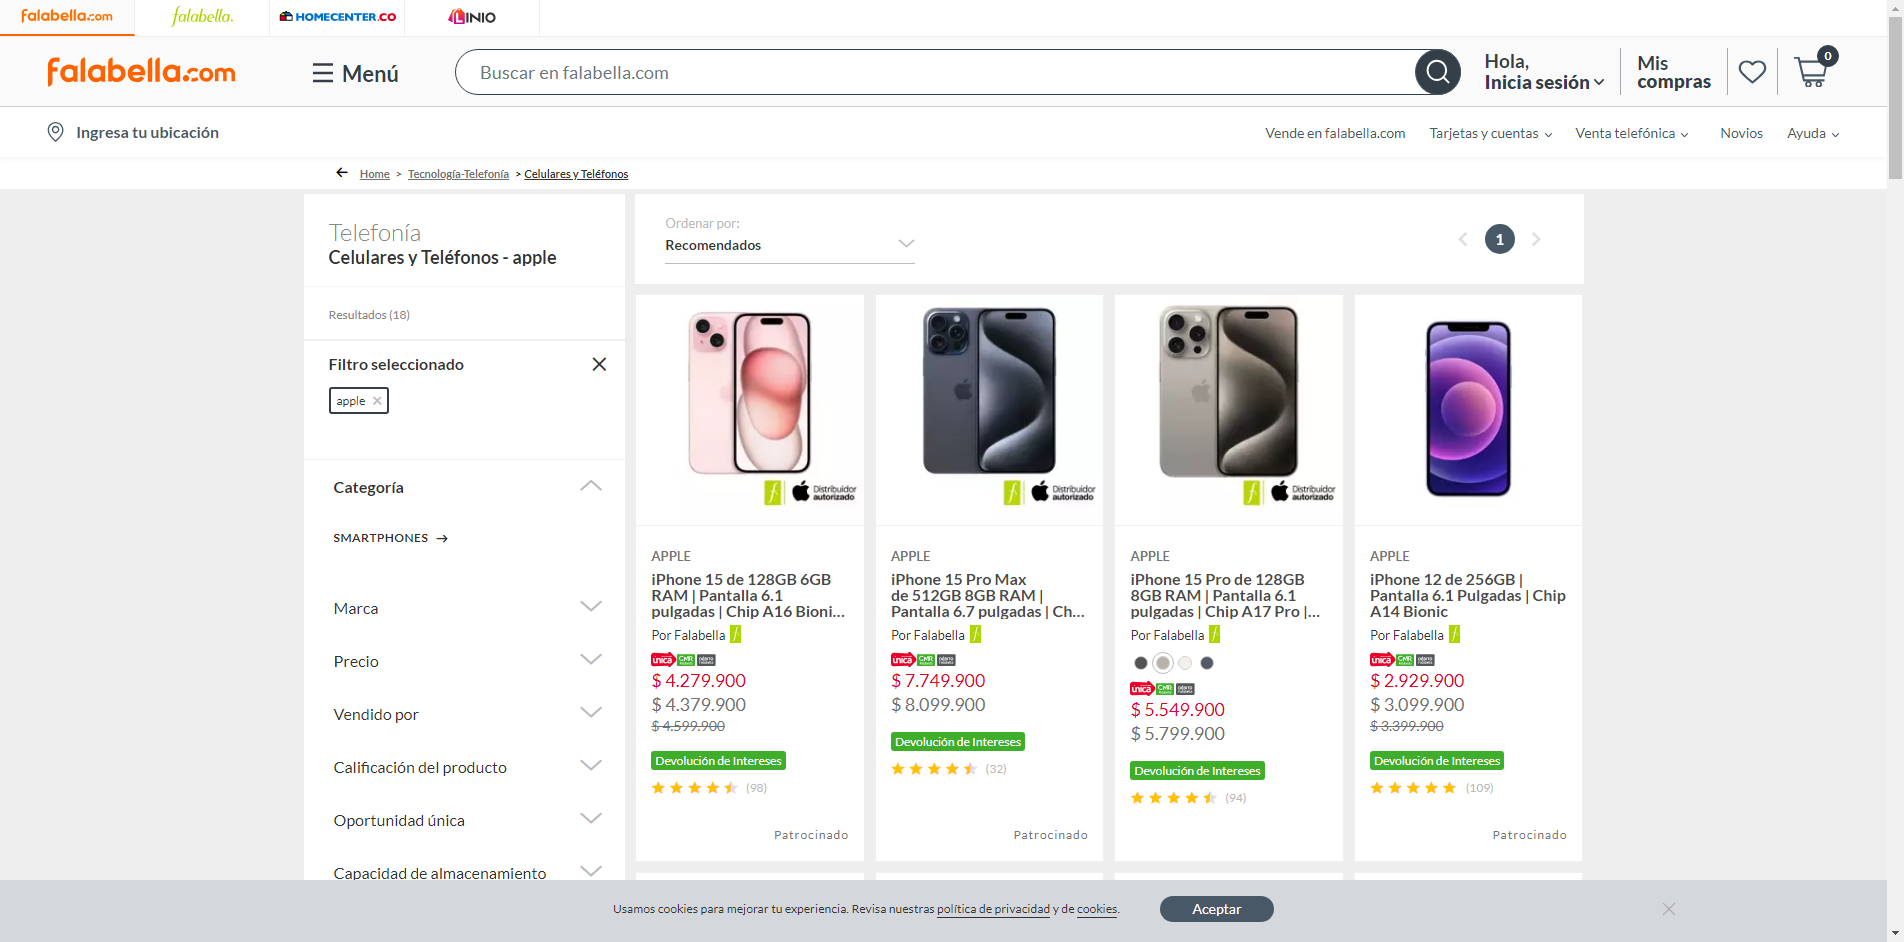 falabella.com
falabella.
HOMECENTER.CO
LINIO
falabella.com
Menú
Buscar en falabella.com
Hola,
Inicia sesión
Mis
compras
0
Ingresa tu ubicación
Vende en falabella.com
Tarjetas y cuentas
Venta telefónica
Novios
Ayuda
Home > Tecnología-Telefonía > Celulares y Teléfonos
Telefonía
Celulares y Teléfonos - apple
Resultados (18)
Filtro seleccionado
apple
Categoría
SMARTPHONES
Marca
Precio
Vendido por
Calificación del producto
Oportunidad única
Capacidad de almacenamiento
Ordenar por:
Recomendados
1
Distribuidor
autorizado
APPLE
iPhone 15 de 128GB 6GB
RAM | Pantalla 6.1
pulgadas | Chip A16 Bioni...
Por Falabella
única CMR
$ 4.279.900
$ 4.379.900
$ 4.599.900
Devolución de Intereses
(98)
Patrocinado
Distribuidor
autorizado
APPLE
iPhone 15 Pro Max
de 512GB 8GB RAM |
Pantalla 6.7 pulgadas | Ch...
Por Falabella
única CMR
$ 7.749.900
$ 8.099.900
Devolución de Intereses
(32)
Patrocinado
Distribuidor
autorizado
APPLE
iPhone 15 Pro de 128GB
8GB RAM | Pantalla 6.1
pulgadas | Chip A17 Pro |...
Por Falabella
única CMR
$ 5.549.900
$ 5.799.900
Devolución de Intereses
(94)
APPLE
iPhone 12 de 256GB |
Pantalla 6.1 Pulgadas | Chip
A14 Bionic
Por Falabella
única CMR
$ 2.929.900
$ 3.099.900
$ 3.399.900
Devolución de Intereses
(109)
Patrocinado
Usamos cookies para mejorar tu experiencia. Revisa nuestras política de privacidad y de cookies.
Aceptar